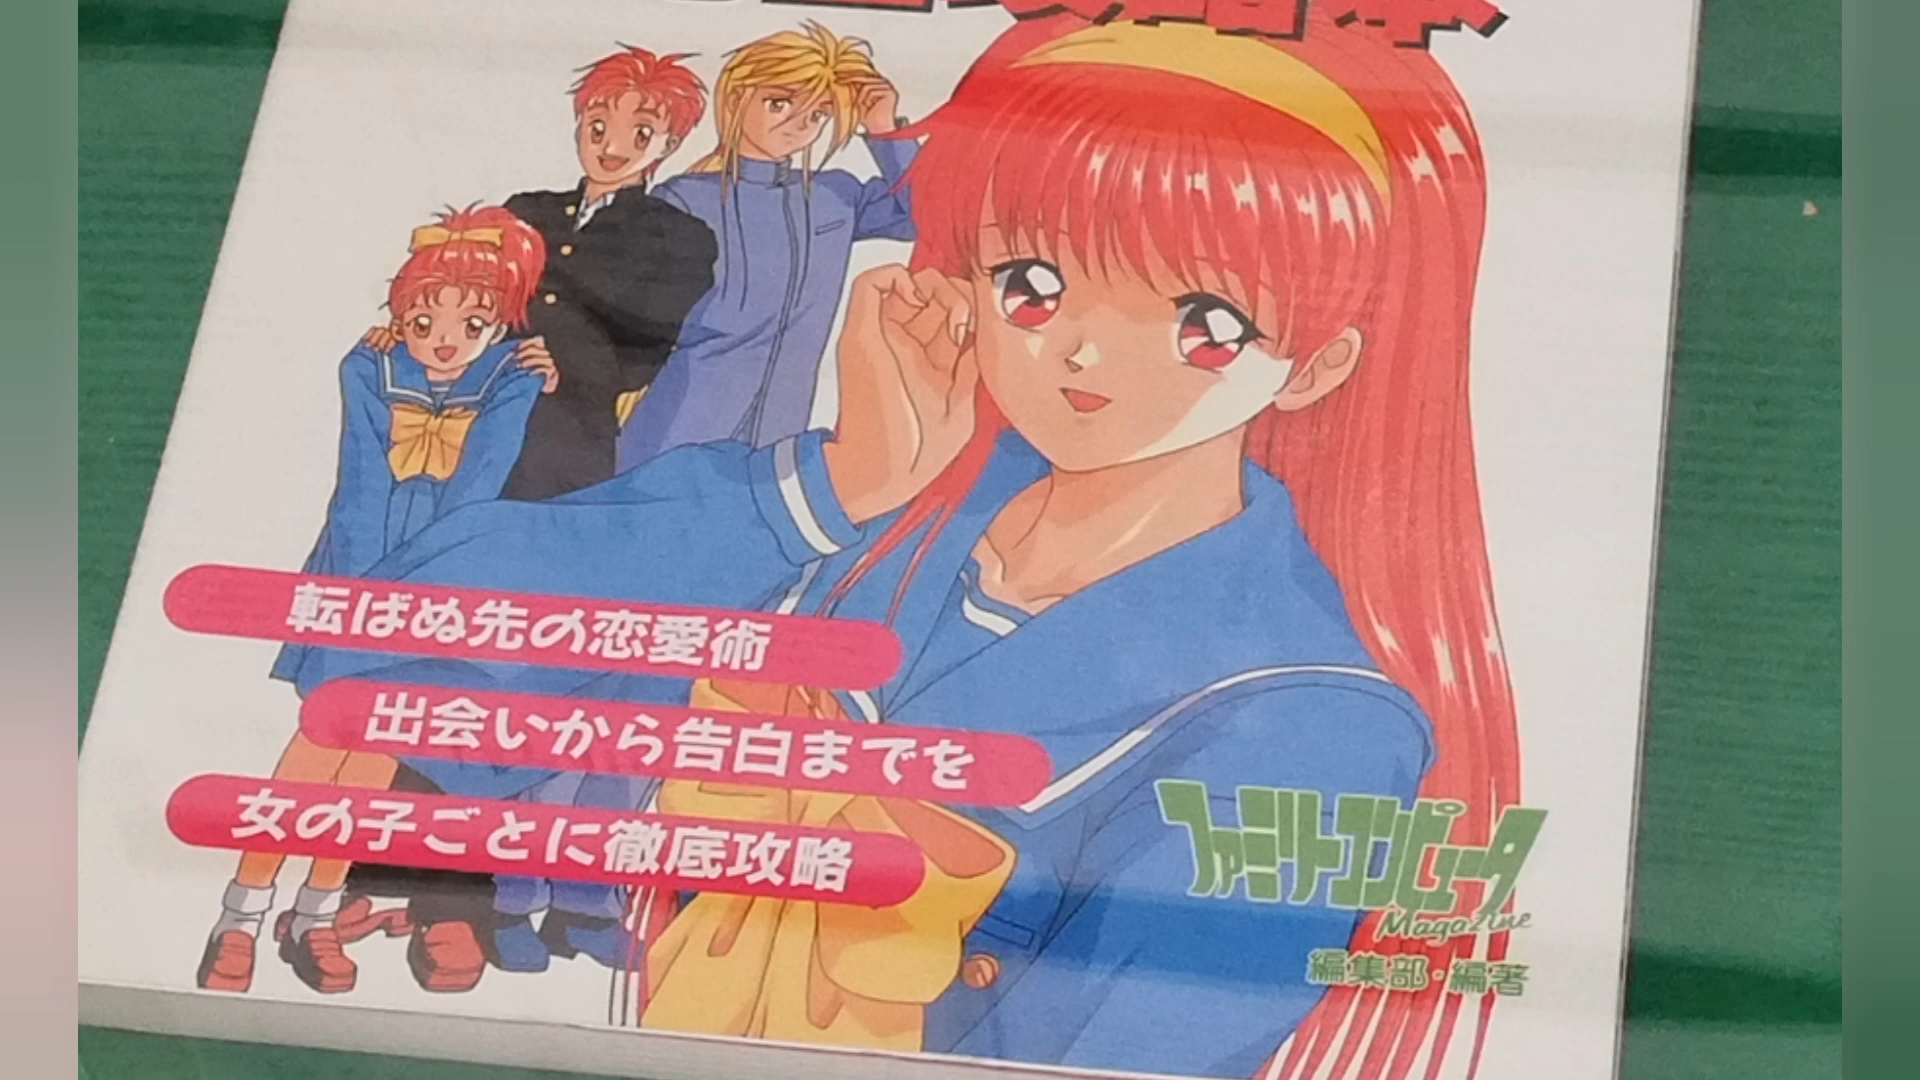 転ばぬ先の恋愛術
出会いから告白までを
女の子ごとに徹底攻略
ファミリーコンピュータ
Magazine
編集部・編著